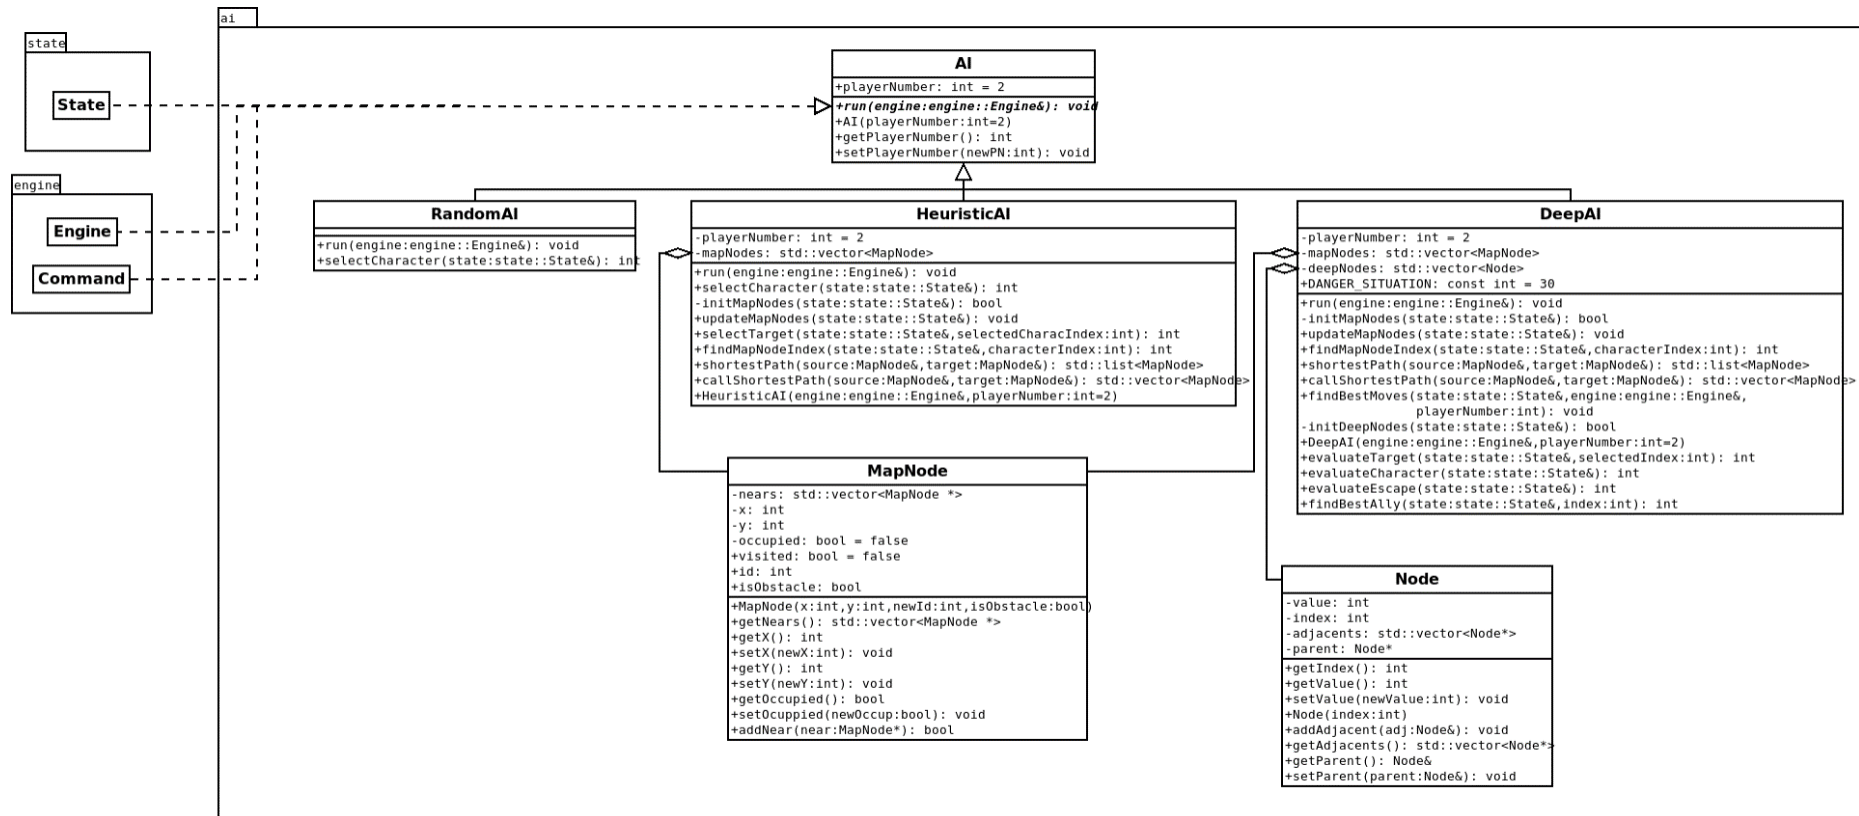 ai
state
State
engine
Engine
Command
AI
+playerNumber: int = 2
+run(engine:engine::Engine&): void
+AI(playerNumber:int=2)
+getPlayerNumber(): int
+setPlayerNumber(newPN:int): void
RandomAI
+run(engine:engine::Engine&): void
+selectCharacter(state:state::State&): int
HeuristicAI
-playerNumber: int = 2
-mapNodes: std::vector<MapNode>
+run(engine:engine::Engine&): void
+selectCharacter(state:state::State&): int
-initMapNodes(state:state::State&): bool
+updateMapNodes(state:state::State&): void
+selectTarget(state:state::State&,selectedCharacIndex:int): int
+findMapNodeIndex(state:state::State&,characterIndex:int): int
+shortestPath(source:MapNode&,target:MapNode&): std::list<MapNode>
+callShortestPath(source:MapNode&,target:MapNode&): std::vector<MapNode>
+HeuristicAI(engine:engine::Engine&,playerNumber:int=2)
DeepAI
-playerNumber: int = 2
-mapNodes: std::vector<MapNode>
-deepNodes: std::vector<Node>
+DANGER_SITUATION: const int = 30
+run(engine:engine::Engine&): void
-initMapNodes(state:state::State&): bool
+updateMapNodes(state:state::State&): void
+findMapNodeIndex(state:state::State&,characterIndex:int): int
+shortestPath(source:MapNode&,target:MapNode&): std::list<MapNode>
+callShortestPath(source:MapNode&,target:MapNode&): std::vector<MapNode>
+findBestMoves(state:state::State&,engine:engine::Engine&,
playerNumber:int): void
-initDeepNodes(state:state::State&): bool
+DeepAI(engine:engine::Engine&,playerNumber:int=2)
+evaluateTarget(state:state::State&,selectedIndex:int): int
+evaluateCharacter(state:state::State&): int
+evaluateEscape(state:state::State&): int
+findBestAlly(state:state::State&,index:int): int
MapNode
-nears: std::vector<MapNode *>
-x: int
-y: int
-occupied: bool = false
+visited: bool = false
+id: int
+isObstacle: bool
+MapNode(x:int,y:int,newId:int,isObstacle:bool)
+getNears(): std::vector<MapNode *>
+getX(): int
+setX(newX:int): void
+getY(): int
+setY(newY:int): void
+getOccupied(): bool
+setOcuppied(newOccup:bool): void
+addNear(near:MapNode*): bool
Node
-value: int
-index: int
-adjacents: std::vector<Node*>
-parent: Node*
+getIndex(): int
+getValue(): int
+setValue(newValue:int): void
+Node(index:int)
+addAdjacent(adj:Node&): void
+getAdjacents(): std::vector<Node*>
+getParent(): Node&
+setParent(parent:Node&): void